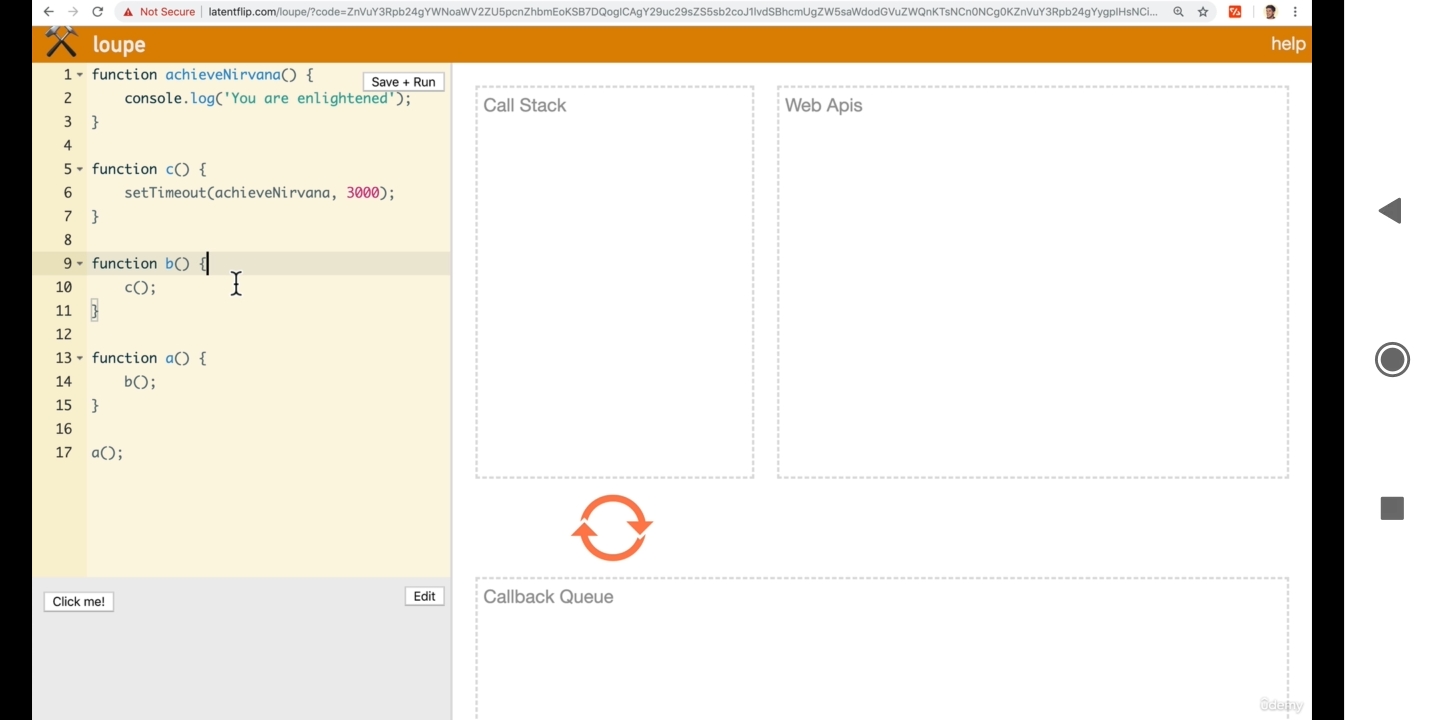 Not Secure | latentflip.com/loupe/?code=ZnVuY3Rpb24gYWNoaWV2ZU5pcnZhbmEoKSB7DQogICAgY29uc29sZS5sb2coJ1lvdSBhcmUgZW5saWdodGVuZWQnKTsNCn0NCg0KZnVuY3Rpb24gYygpIHsNCi...
loupe
help
1 function achieveNirvana() {
Save + Run
2 console.log('You are enlightened');
3 }
4
5 function c() {
6 setTimeout(achieveNirvana, 3000);
7 }
8
9 function b() {
10 c();
11 }
12
13 function a() {
14 b();
15 }
16
17 a();
Call Stack
Web Apis
Click me!
Edit
Callback Queue
ûdemy